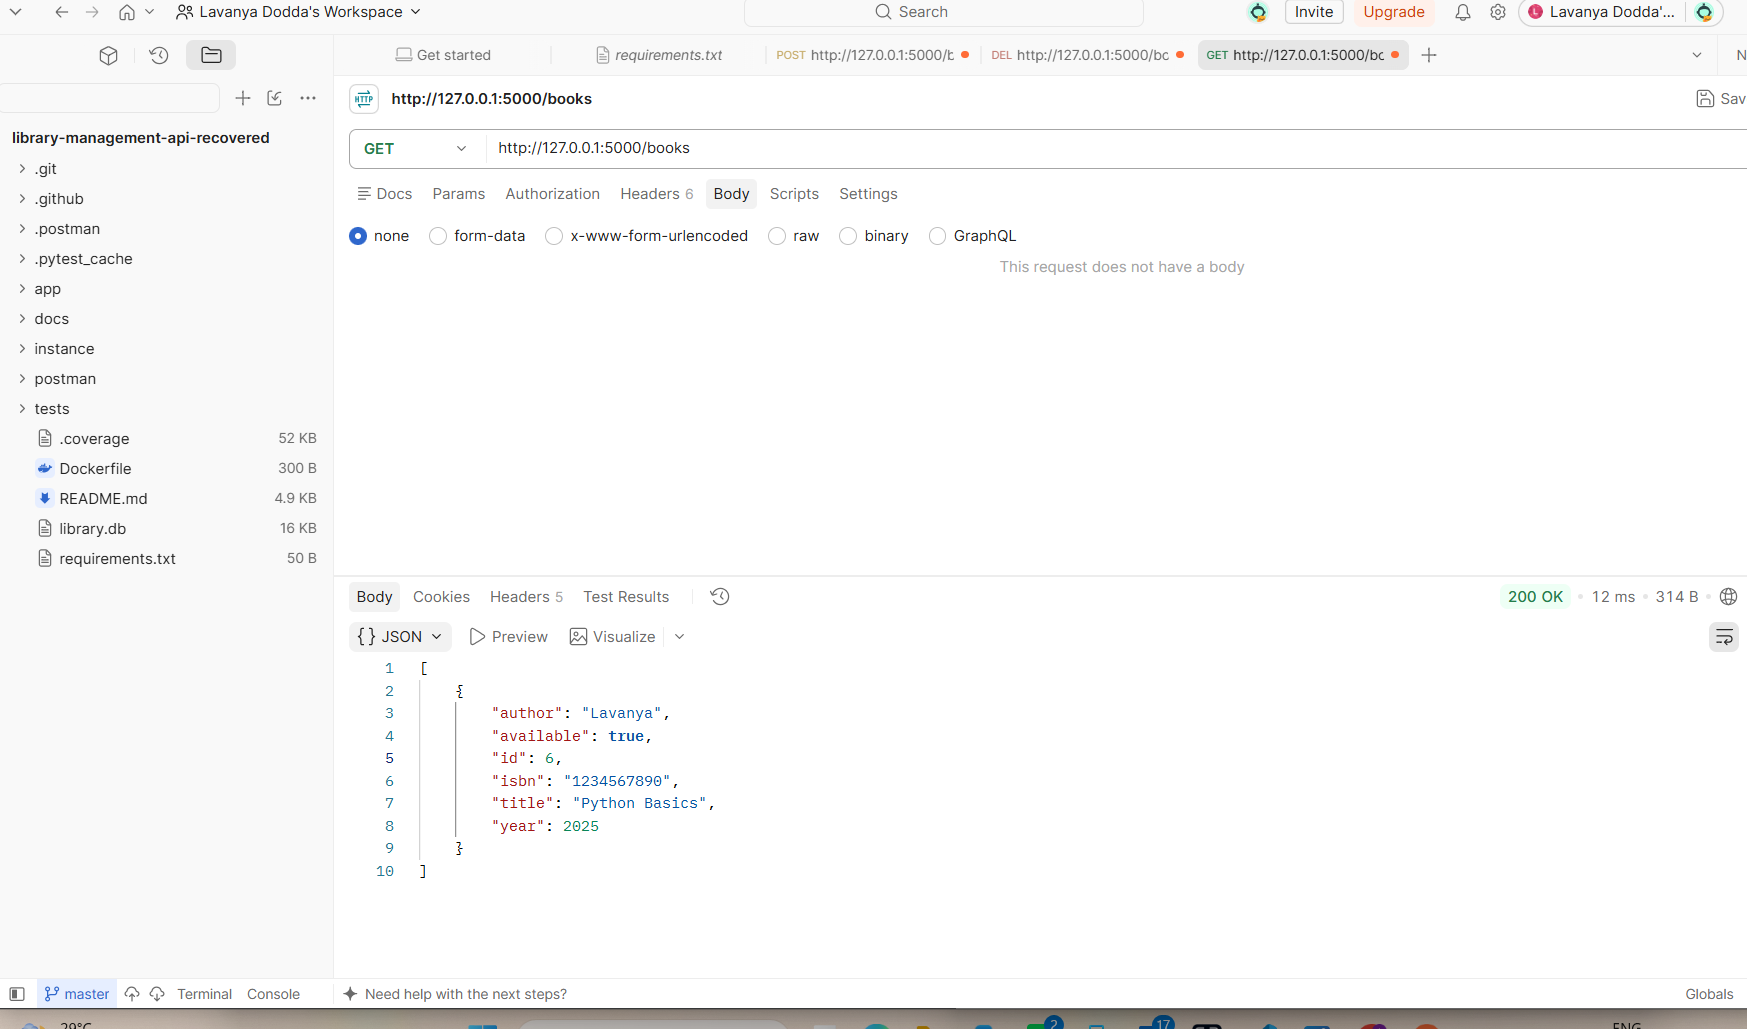 Lavanya Dodda's Workspace
Search
Invite
Upgrade
Lavanya Dodda'...
Get started
requirements.txt
POST http://127.0.0.1:5000/b
DEL http://127.0.0.1:5000/bc
GET http://127.0.0.1:5000/bc
N
HTTP
http://127.0.0.1:5000/books
Sav
library-management-api-recovered
.git
.github
.postman
.pytest_cache
app
docs
instance
postman
tests
.coverage 52 KB
Dockerfile 300 B
README.md 4.9 KB
library.db 16 KB
requirements.txt 50 B
GET http://127.0.0.1:5000/books
Docs Params Authorization Headers 6 Body Scripts Settings
none form-data x-www-form-urlencoded raw binary GraphQL
This request does not have a body
Body Cookies Headers 5 Test Results
200 OK • 12 ms • 314 B •
{} JSON Preview Visualize
1 [
2 {
3 "author": "Lavanya",
4 "available": true,
5 "id": 6,
6 "isbn": "1234567890",
7 "title": "Python Basics",
8 "year": 2025
9 }
10 ]
master Terminal Console
Need help with the next steps?
Globals
29°C
2
17
ENG